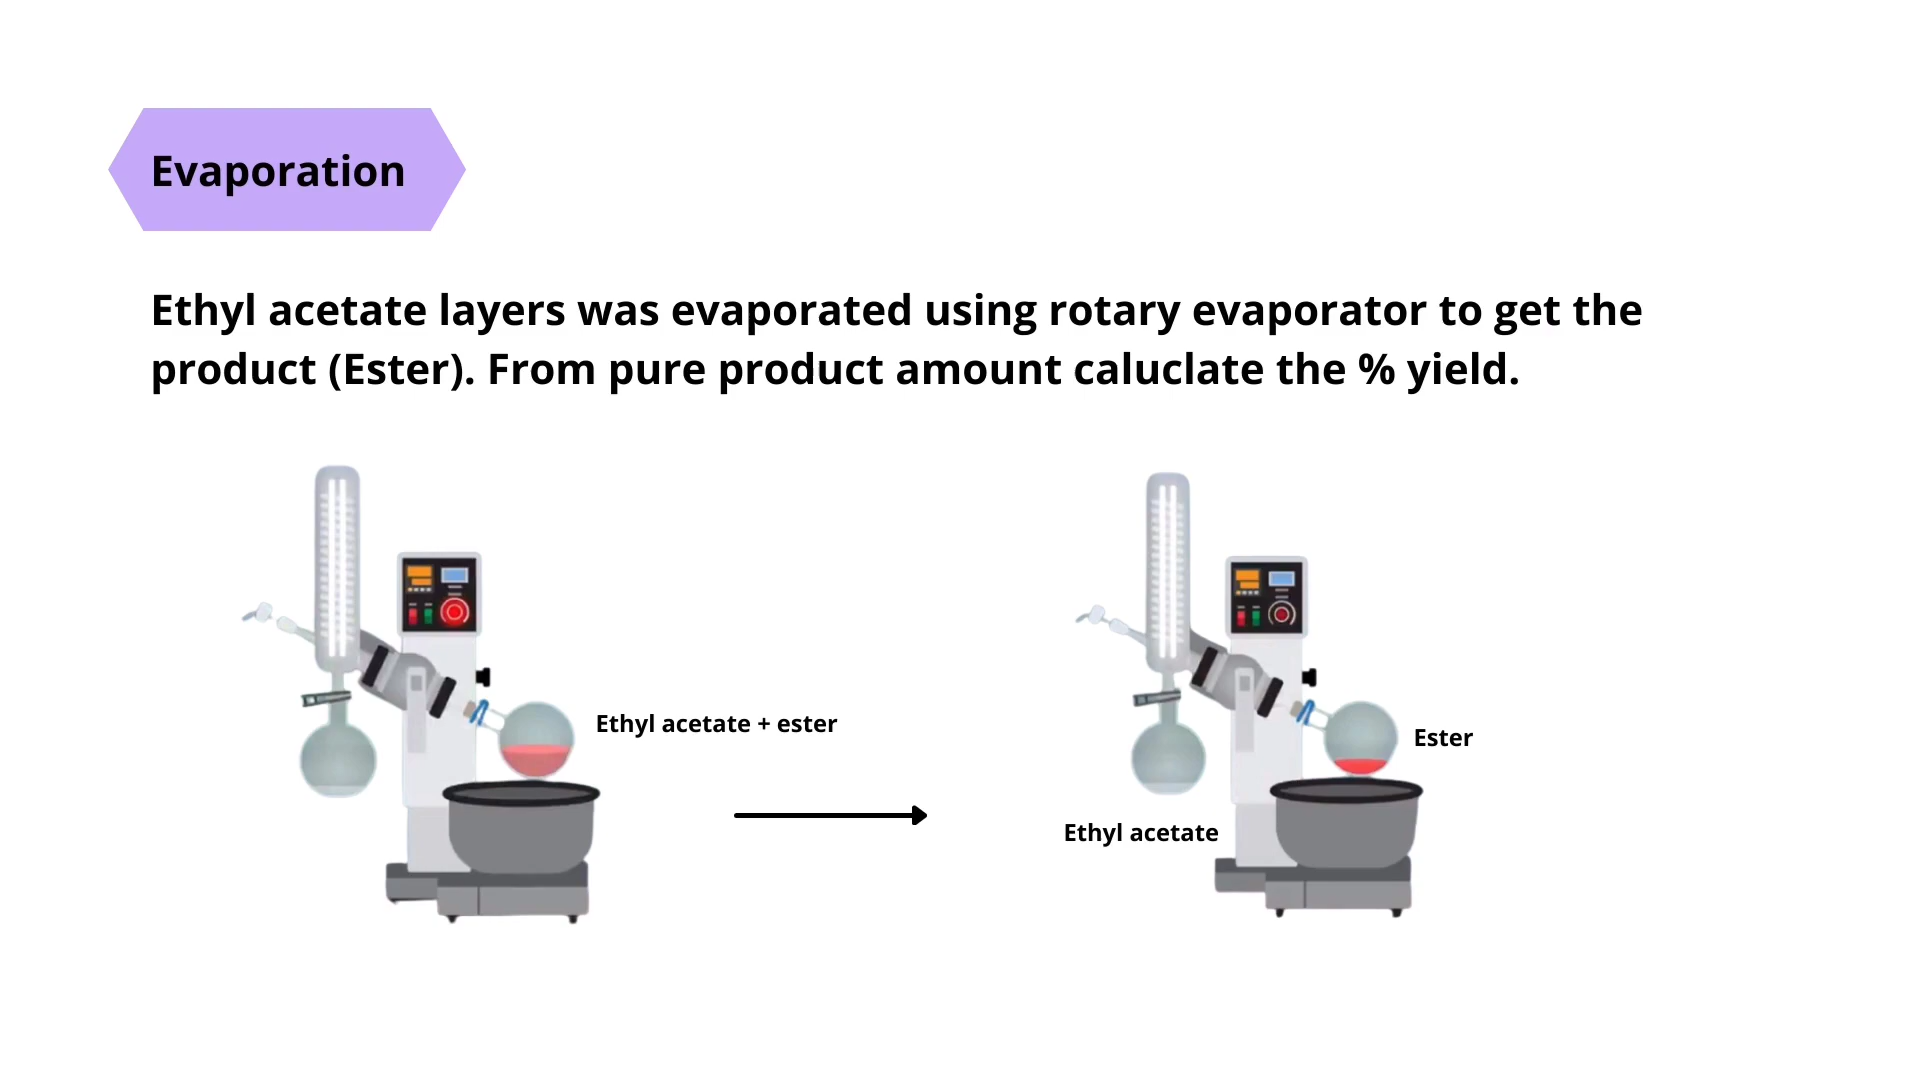 Evaporation
Ethyl acetate layers was evaporated using rotary evaporator to get the
product (Ester). From pure product amount caluclate the % yield.
Ethyl acetate + ester
Ester
Ethyl acetate